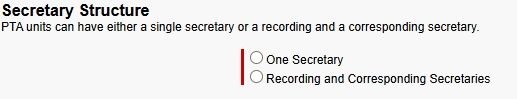 Secretary Structure
PTA units can have either a single secretary or a recording and a corresponding secretary.
One Secretary
Recording and Corresponding Secretaries